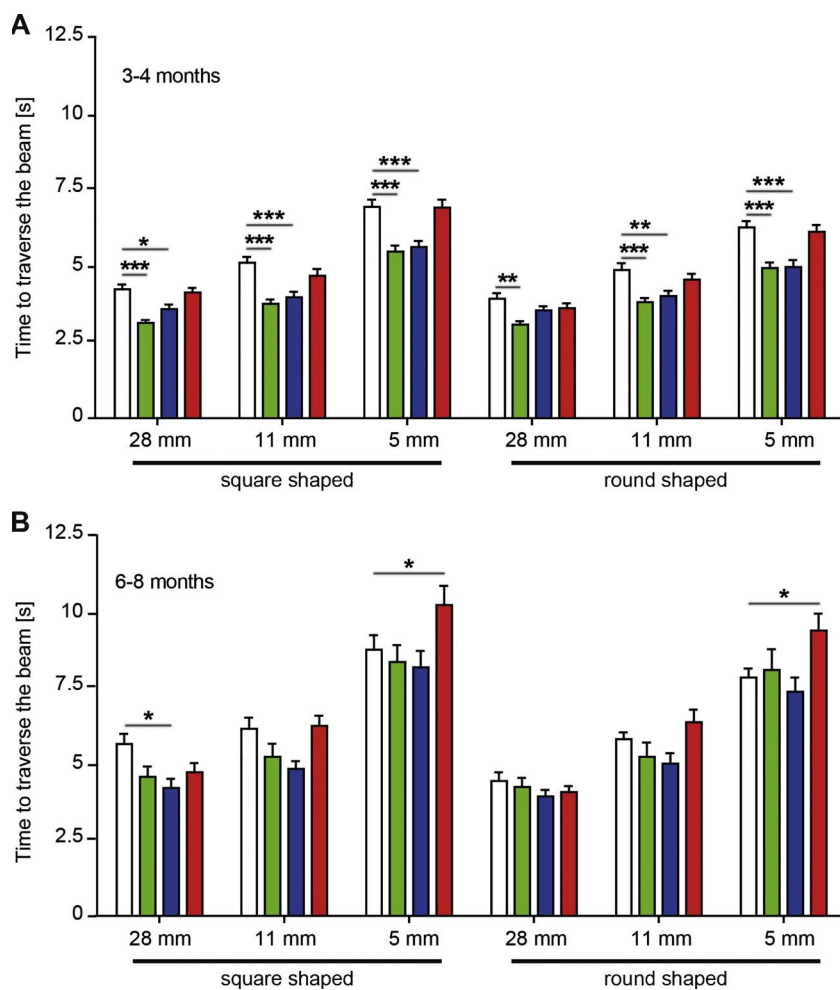 A
12.5
3-4 months
10
Time to traverse the beam [s]
7.5
*** ***
*** *** *** ***
* *** **
*** ** ***
5
2.5
0
28 mm 11 mm 5 mm 28 mm 11 mm 5 mm
square shaped round shaped
B
12.5
6-8 months
*
10
*
Time to traverse the beam [s]
7.5
*
5
2.5
0
28 mm 11 mm 5 mm 28 mm 11 mm 5 mm
square shaped round shaped